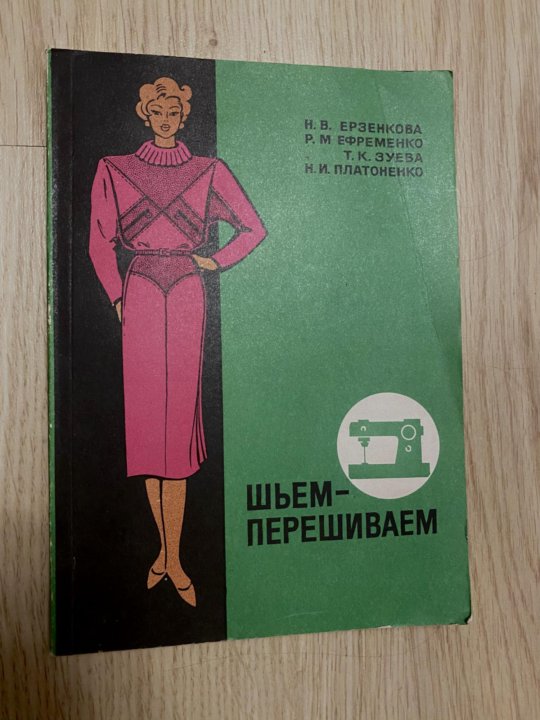 Н. В. ЕРЗЕНКОВА
Р. М ЕФРЕМЕНКО
Т. К. ЗУЕВА
Н. И. ПЛАТОНЕНКО
ШЬЕМ-
ПЕРЕШИВАЕМ